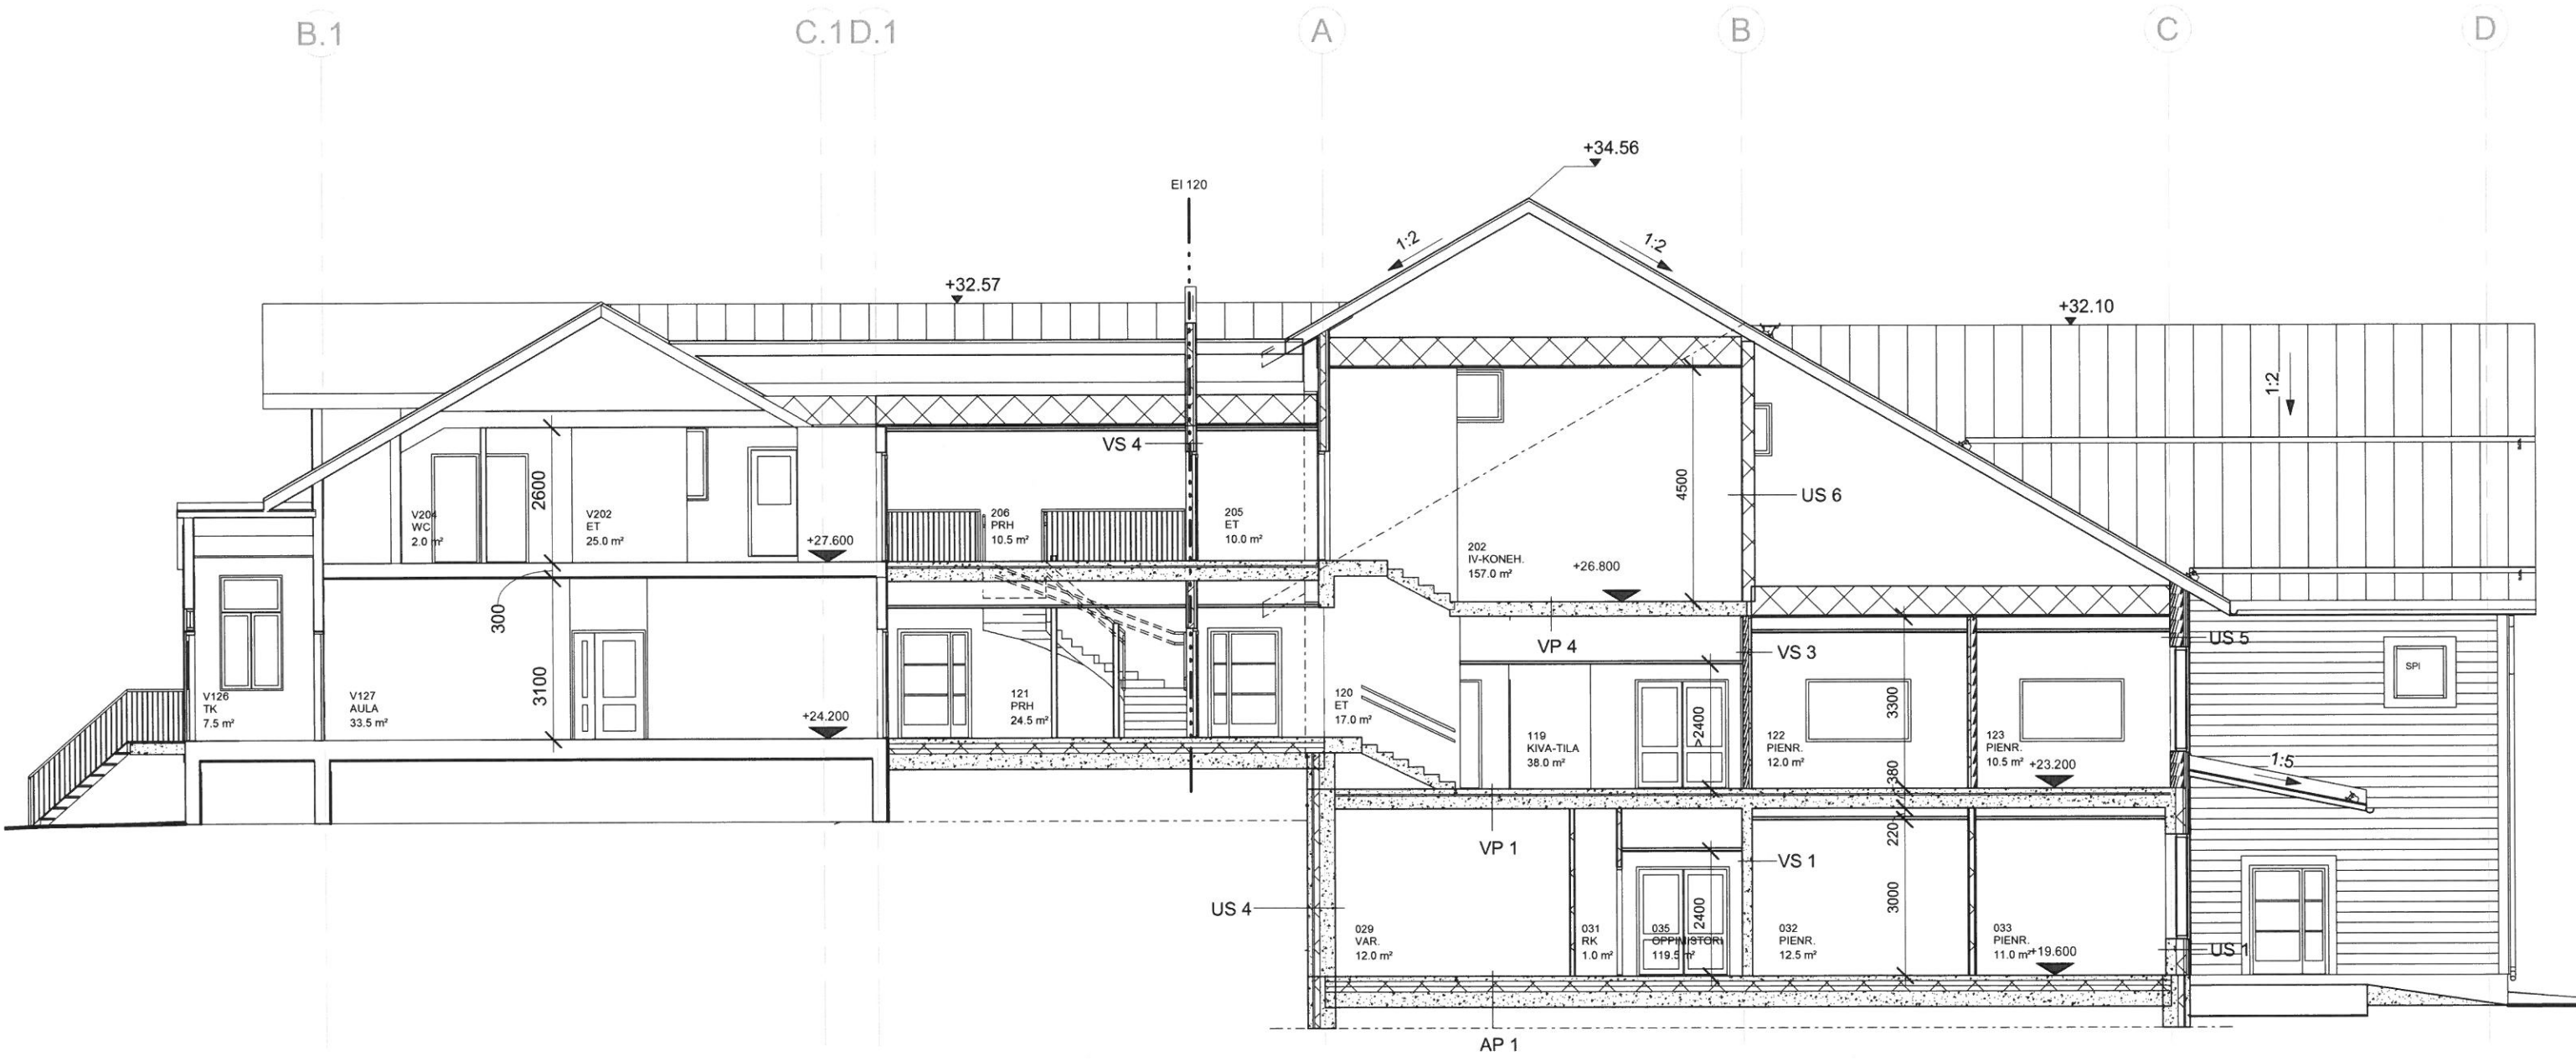 B.1
C.1
D.1
A
B
C
D
+34.56
EI 120
1:2
1:2
+32.57
+32.10
1:2
VS 4
4500
US 6
2600
V204
WC
2.0 m²
V202
ET
25.0 m²
+27.600
206
PRH
10.5 m²
205
ET
10.0 m²
202
IV-KONEH.
157.0 m²
+26.800
300
VP 4
VS 3
US 5
SPI
3100
V126
TK
7.5 m²
V127
AULA
33.5 m²
+24.200
121
PRH
24.5 m²
120
ET
17.0 m²
119
KIVA-TILA
38.0 m²
>2400
122
PIENR.
12.0 m²
3300
123
PIENR.
10.5 m²
+23.200
1:5
380
220
VP 1
VS 1
US 4
029
VAR.
12.0 m²
031
RK
1.0 m²
035
OPPIMISTORI
119.5 m²
2400
032
PIENR.
12.5 m²
3000
033
PIENR.
11.0 m²
+19.600
US 1
AP 1